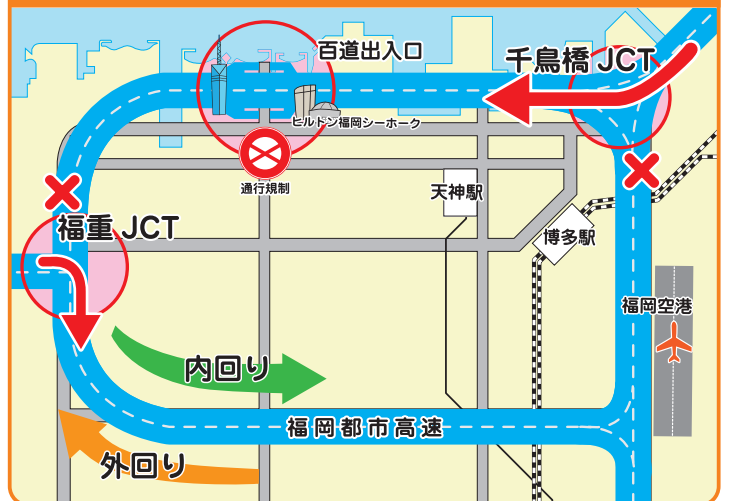 百道出入口
千鳥橋 JCT
ヒルトン福岡シーホーク
通行規制
天神駅
福重 JCT
博多駅
福岡空港
内回り
福岡都市高速
外回り